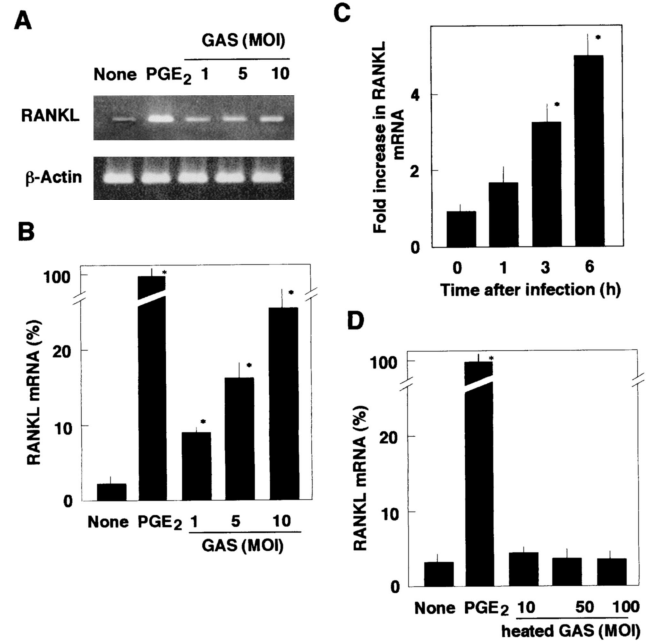 A
GAS (MOI)
None PGE2 1 5 10
RANKL
β-Actin
B
RANKL mRNA (%)
100
20
10
0
* * * *
None PGE2 1 5 10
GAS (MOI)
C
Fold increase in RANKL
mRNA
4
2
0
* *
0 1 3 6
Time after infection (h)
D
RANKL mRNA (%)
100
20
10
0
*
None PGE2 10 50 100
heated GAS (MOI)